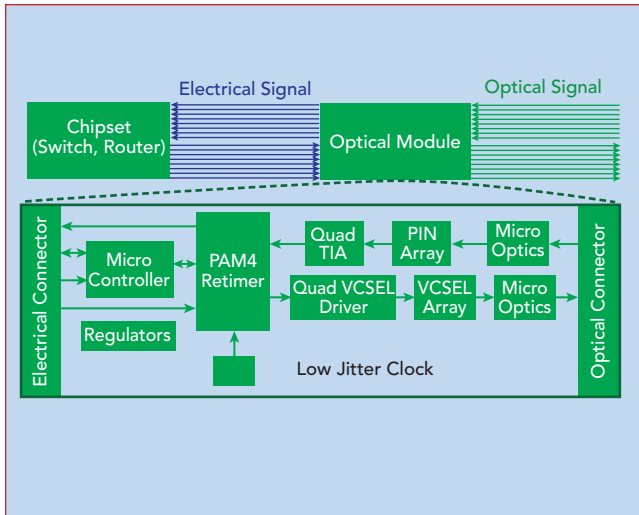 Electrical Signal
Optical Signal
Chipset
(Switch, Router)
Optical Module
Electrical Connector
Micro
Controller
Regulators
PAM4
Retimer
Quad
TIA
PIN
Array
Micro
Optics
Quad VCSEL
Driver
VCSEL
Array
Micro
Optics
Low Jitter Clock
Optical Connector